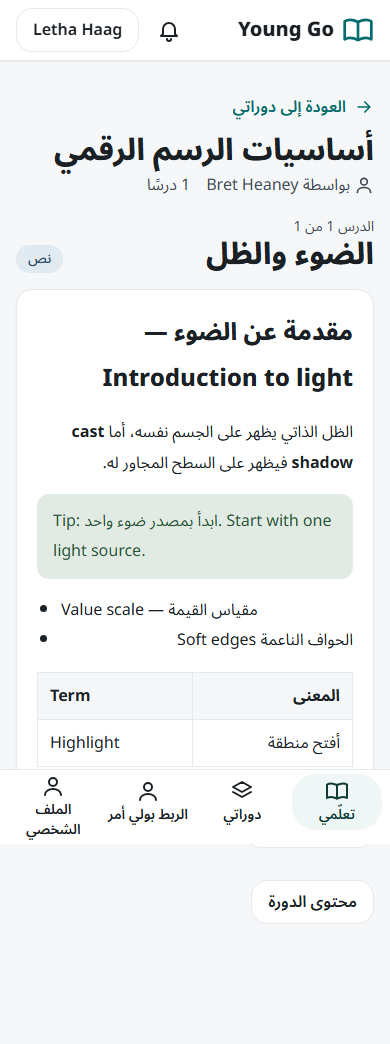 Young Go
Letha Haag
العودة إلى دوراتي
أساسيات الرسم الرقمي
بواسطة Bret Heaney
1 درسًا
الدرس 1 من 1
الضوء والظل
نص
مقدمة عن الضوء —
Introduction to light
الظل الذاتي يظهر على الجسم نفسه، أما cast
shadow فيظهر على السطح المجاور له.
Tip: ابدأ بمصدر ضوء واحد. Start with one
light source.
Value scale — مقياس القيمة
الحواف الناعمة Soft edges
المعنى
Term
أفتح منطقة
Highlight
تعلّمي
دوراتي
الربط بولي أمر
الملف
الشخصي
محتوى الدورة